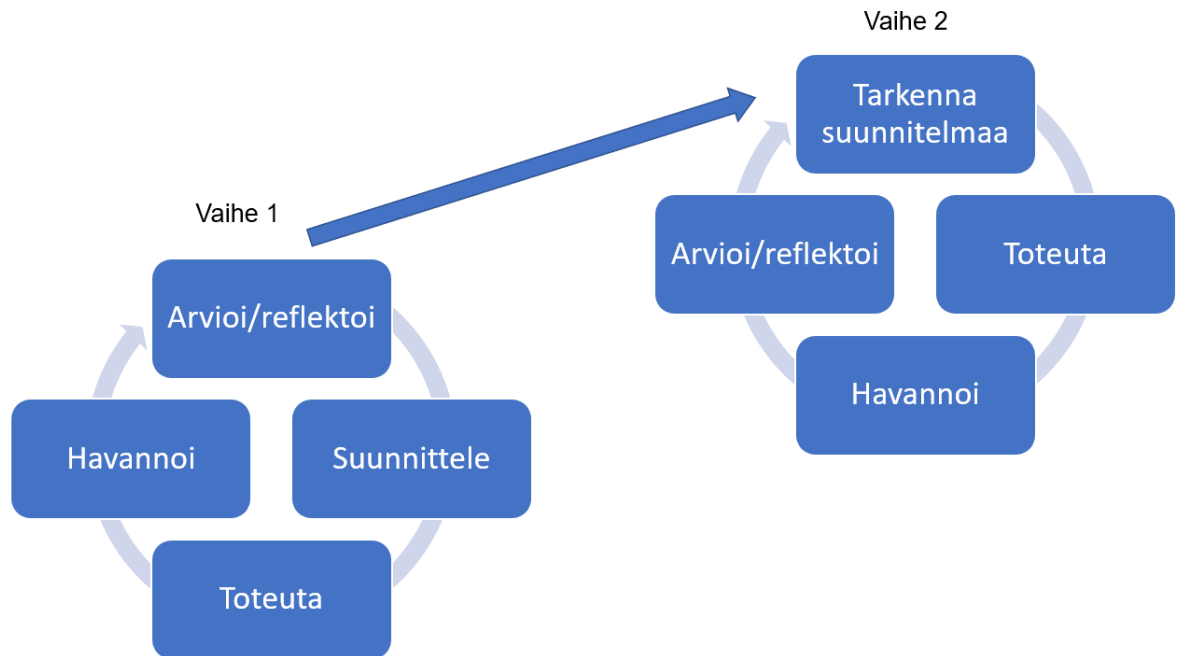 Vaihe 1
Arvioi/reflektoi
Suunnittele
Toteuta
Havannoi
Vaihe 2
Tarkenna
suunnitelmaa
Toteuta
Havannoi
Arvioi/reflektoi